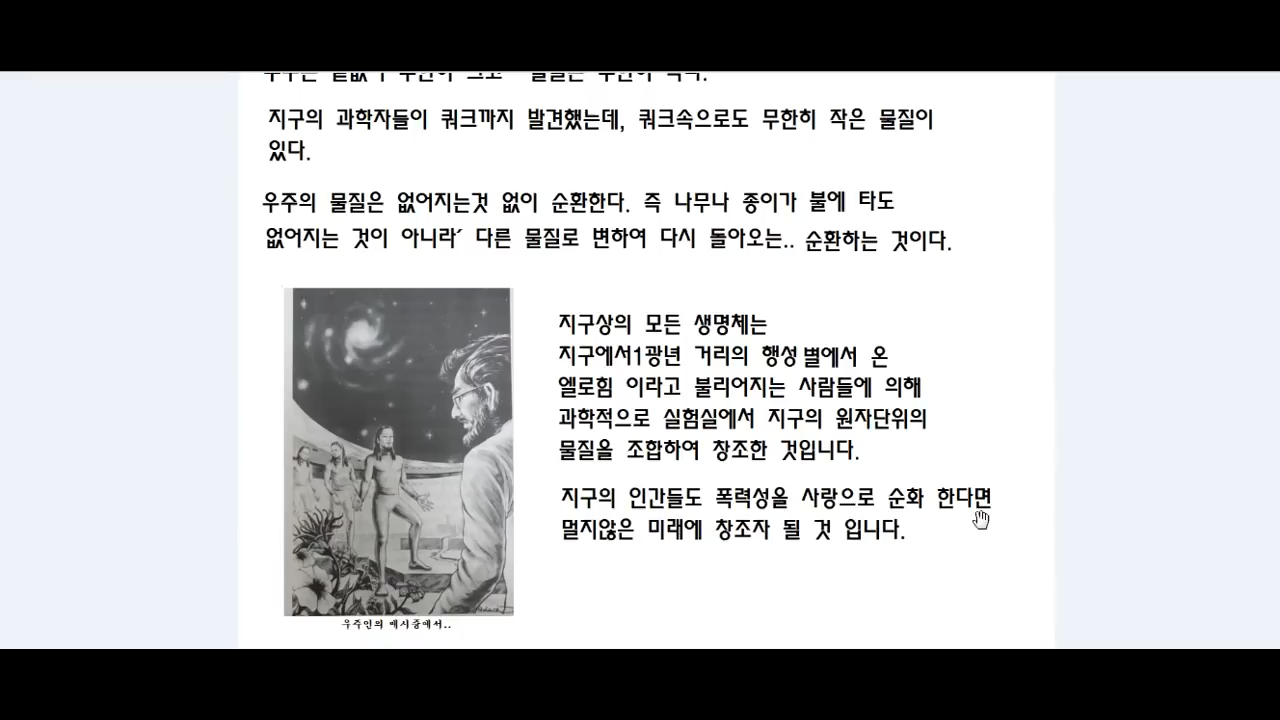 지구의 과학자들이 쿼크까지 발견했는데, 쿼크속으로도 무한히 작은 물질이
있다.
우주의 물질은 없어지는것 없이 순환한다. 즉 나무나 종이가 불에 타도
없어지는 것이 아니라´ 다른 물질로 변하여 다시 돌아오는.. 순환하는 것이다.
지구상의 모든 생명체는
지구에서1광년 거리의 행성별에서 온
엘로힘 이라고 불리어지는 사람들에 의해
과학적으로 실험실에서 지구의 원자단위의
물질을 조합하여 창조한 것입니다.
지구의 인간들도 폭력성을 사랑으로 순화 한다면
멀지않은 미래에 창조자 될 것 입니다.
우주인의 메시쥼에서..